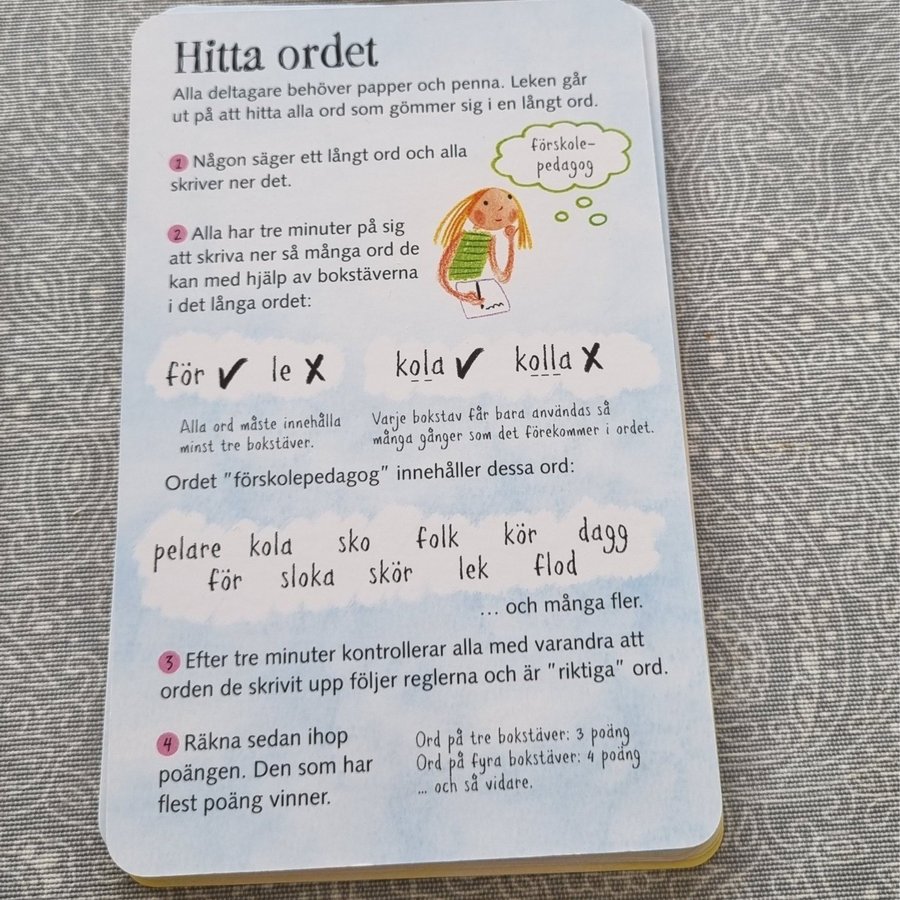 Hitta ordet
Alla deltagare behöver papper och penna. Leken går
ut på att hitta alla ord som gömmer sig i en långt ord.
1 Någon säger ett långt ord och alla
skriver ner det.
förskole-
pedagog
2 Alla har tre minuter på sig
att skriva ner så många ord de
kan med hjälp av bokstäverna
i det långa ordet:
för ✔ le ✘
kola ✔ kolla ✘
Alla ord måste innehålla
minst tre bokstäver.
Varje bokstav får bara användas så
många gånger som det förekommer i ordet.
Ordet "förskolepedagog" innehåller dessa ord:
pelare kola sko folk kör dagg
för sloka skör lek flod
... och många fler.
3 Efter tre minuter kontrollerar alla med varandra att
orden de skrivit upp följer reglerna och är "riktiga" ord.
4 Räkna sedan ihop
poängen. Den som har
flest poäng vinner.
Ord på tre bokstäver: 3 poäng
Ord på fyra bokstäver: 4 poäng
... och så vidare.